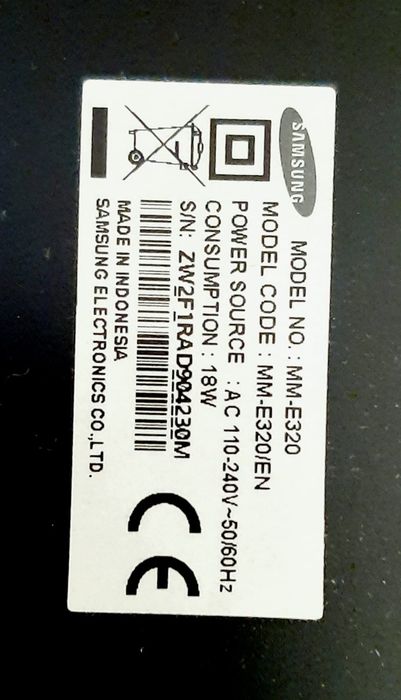 SAMSUNG
MODEL NO. : MM-E320
MODEL CODE : MM-E320/EN
POWER SOURCE : AC 110-240V~50/60Hz
CONSUMPTION : 18W
S/N: ZW2F1RAD904230M
MADE IN INDONESIA
SAMSUNG ELECTRONICS CO.,LTD.
CE